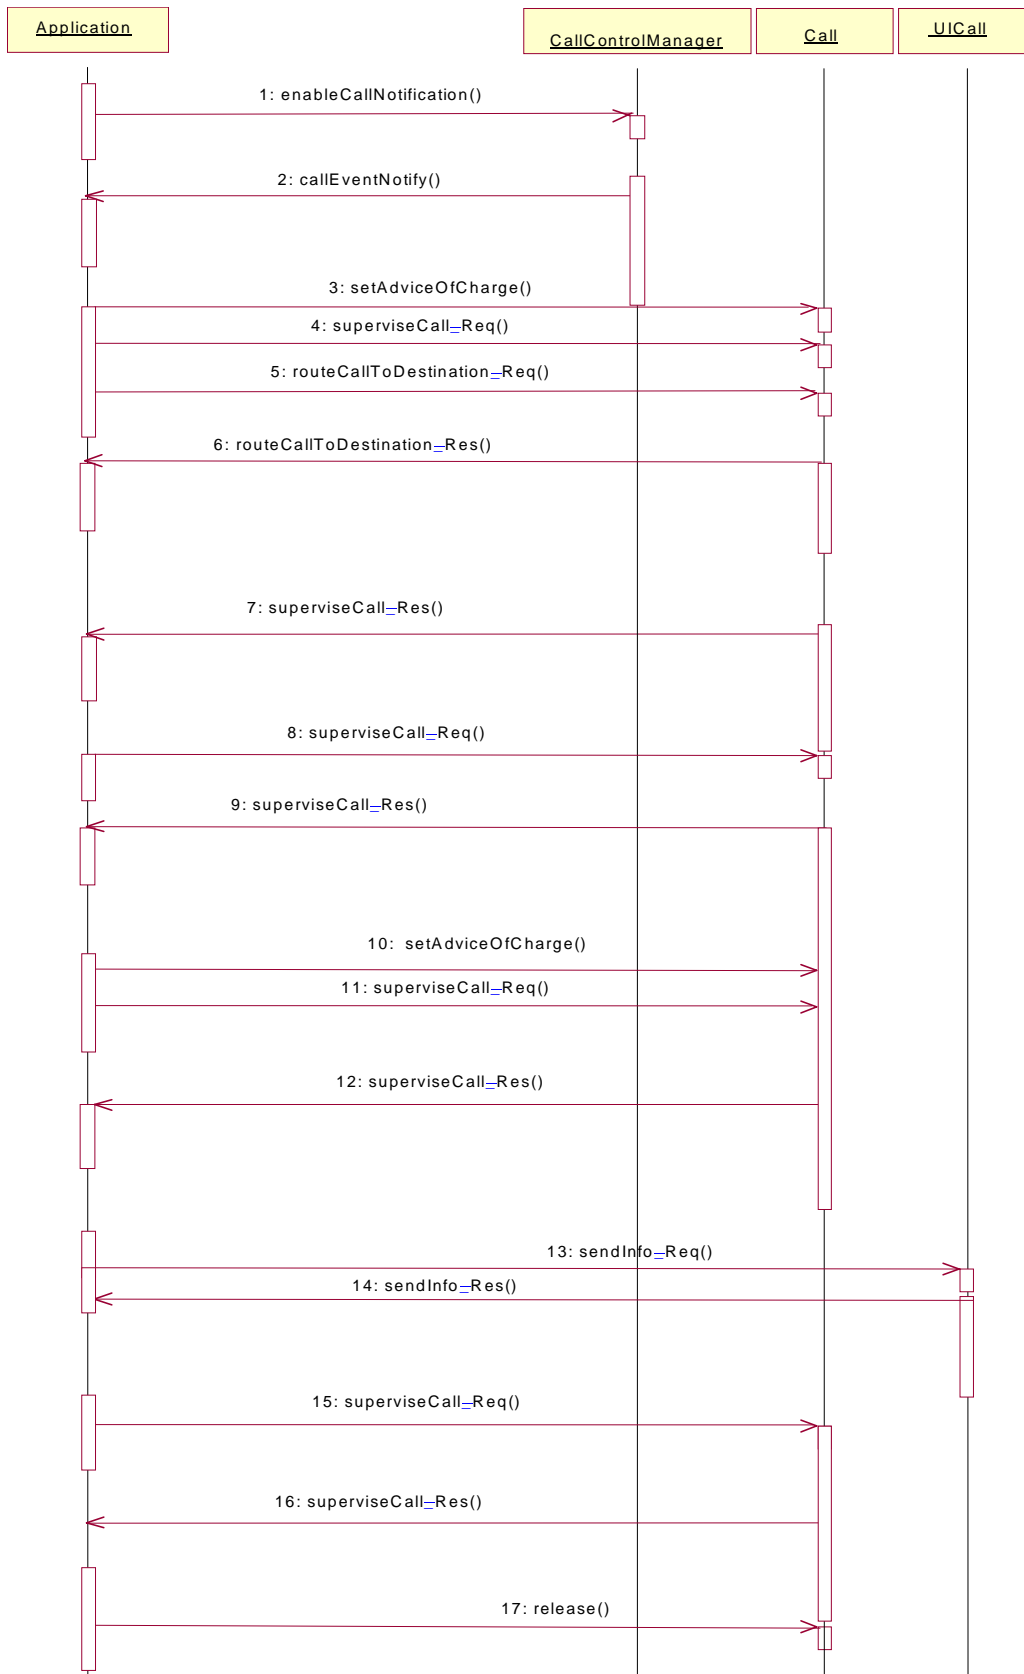 Application
CallControlManager
Call
UICall
1: enableCallNotification()
2: callEventNotify()
3: setAdviceOfCharge()
4: superviseCall_Req()
5: routeCallToDestination_Req()
6: routeCallToDestination_Res()
7: superviseCall_Res()
8: superviseCall_Req()
9: superviseCall_Res()
10: setAdviceOfCharge()
11: superviseCall_Req()
12: superviseCall_Res()
13: sendInfo_Req()
14: sendInfo_Res()
15: superviseCall_Req()
16: superviseCall_Res()
17: release()